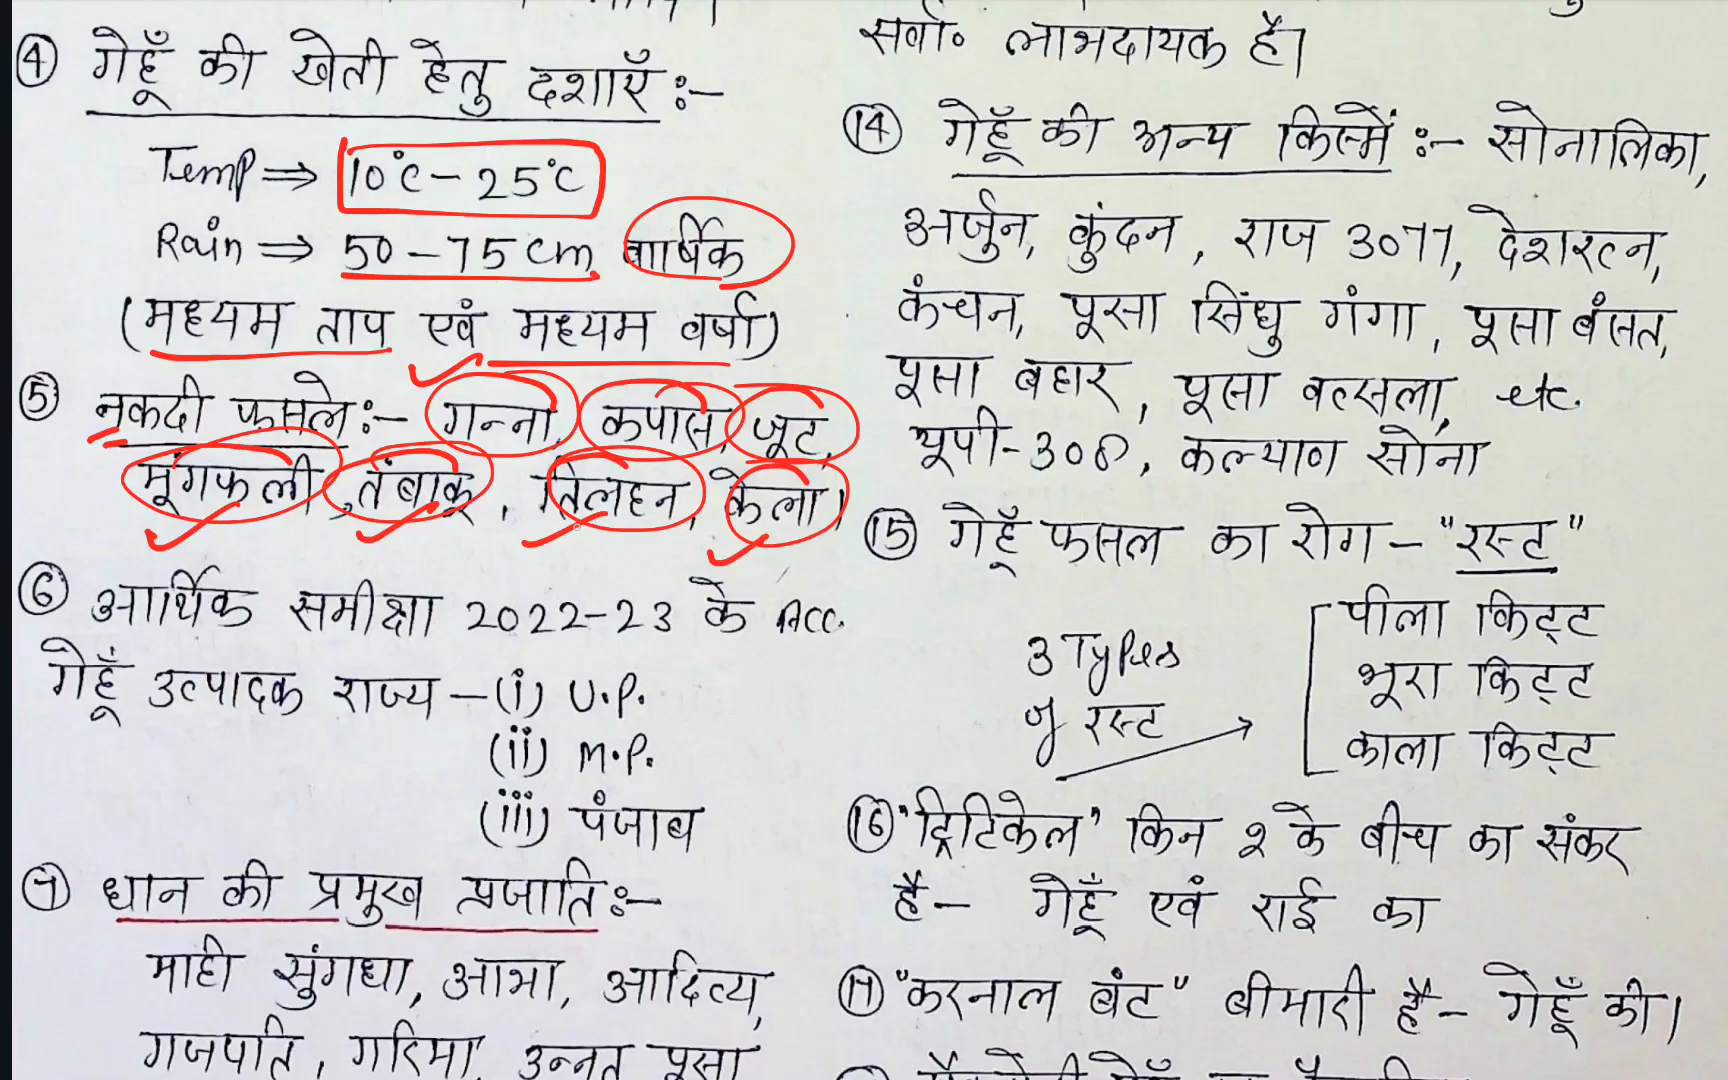 ④ गेहूँ की खेती हेतु दशाएँ :-
Temp ⇒ 10°C - 25°C
Rain ⇒ 50 - 75 cm वार्षिक
(मध्यम ताप एवं मध्यम वर्षा)
⑤ नकदी फसले :- गन्ना, कपास, जूट,
मूंगफली, तंबाकू, तिलहन, केला।
⑥ आर्थिक समीक्षा 2022-23 के Acc.
गेहूँ उत्पादक राज्य - (i) U.P.
(ii) M.P.
(iii) पंजाब
⑦ धान की प्रमुख प्रजाति :-
माही सुंगधा, आभा, आदित्य,
गजपति, गरिमा, उन्नत पूसा
सर्वा० लाभदायक है।
⑭ गेहूँ की अन्य किस्में :- सोनालिका,
अर्जुन, कुंदन, राज 3077, देशरत्न,
कंचन, पूसा सिंधु गंगा, पूसा बंसत,
पूसा बहार, पूसा वत्सला, etc.
यूपी-308, कल्याण सोना
⑮ गेहूँ फसल का रोग - "रस्ट"
3 Types
of रस्ट →
पीला किट्ट
भूरा किट्ट
काला किट्ट
⑯ 'ट्रिटिकेल' किन 2 के बीच का संकर
है - गेहूँ एवं राई का
⑰ "करनाल बंट" बीमारी है - गेहूँ की।